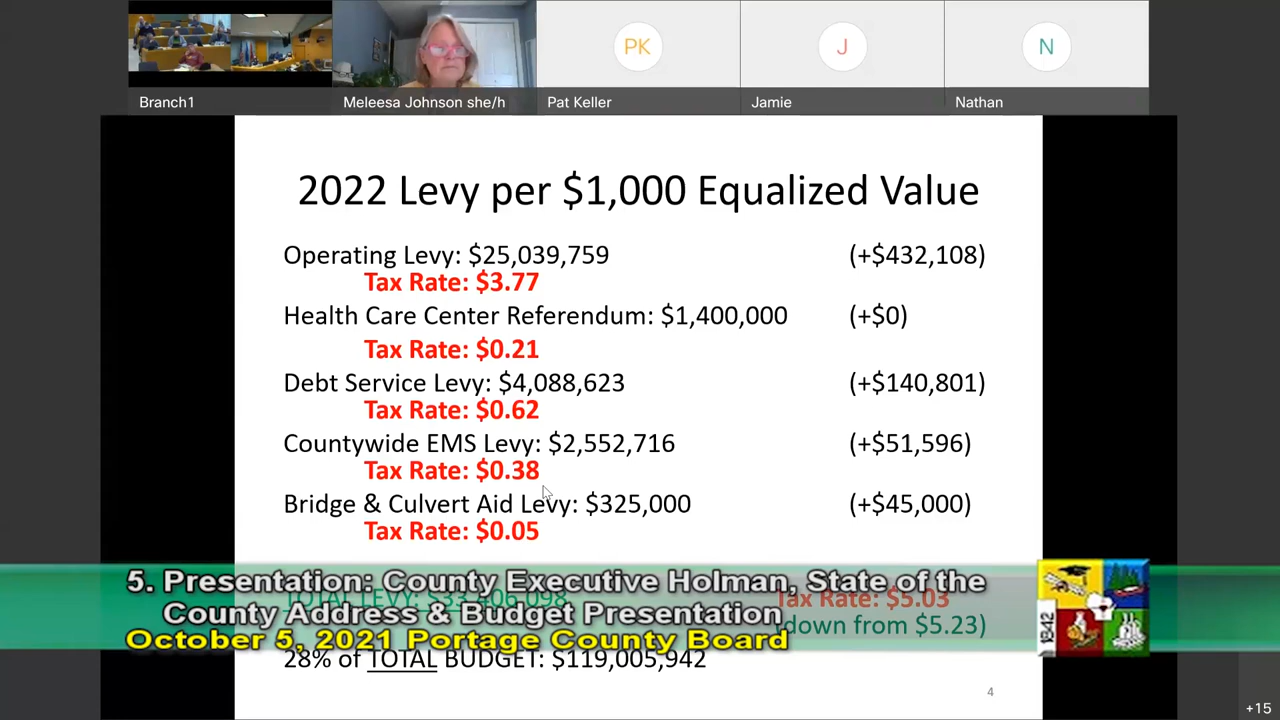 Branch1
Meleesa Johnson she/h
PK
Pat Keller
J
Jamie
N
Nathan
2022 Levy per $1,000 Equalized Value
Operating Levy: $25,039,759 (+$432,108)
Tax Rate: $3.77
Health Care Center Referendum: $1,400,000 (+$0)
Tax Rate: $0.21
Debt Service Levy: $4,088,623 (+$140,801)
Tax Rate: $0.62
Countywide EMS Levy: $2,552,716 (+$51,596)
Tax Rate: $0.38
Bridge & Culvert Aid Levy: $325,000 (+$45,000)
Tax Rate: $0.05
TOTAL LEVY: $33,406,098 Tax Rate: $5.03
down from $5.23)
28% of TOTAL BUDGET: $119,005,942
5. Presentation: County Executive Holman, State of the
County Address & Budget Presentation
October 5, 2021 Portage County Board
4
+15